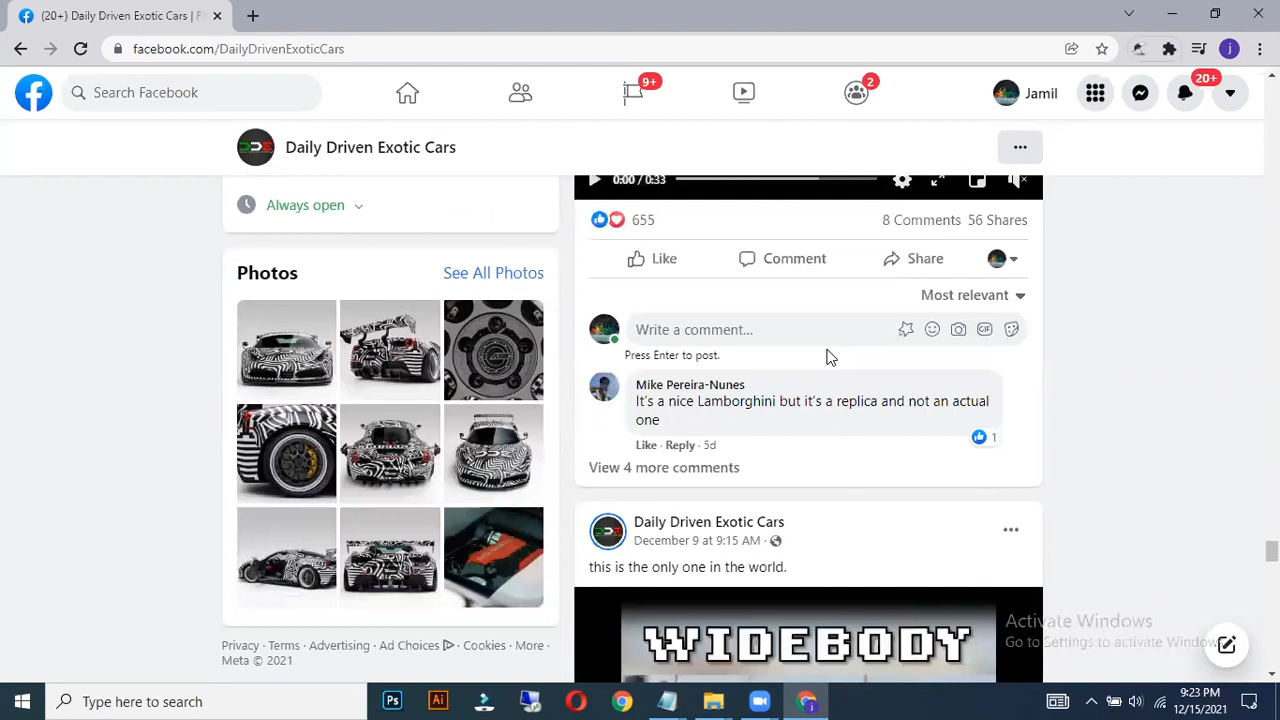 (20+) Daily Driven Exotic Cars | F
facebook.com/DailyDrivenExoticCars
Search Facebook
9+
2
Jamil
20+
Daily Driven Exotic Cars
Always open
Photos
See All Photos
Privacy · Terms · Advertising · Ad Choices · Cookies · More ·
Meta © 2021
0:00 / 0:33
655
8 Comments 56 Shares
Like
Comment
Share
Most relevant
Write a comment...
GIF
Press Enter to post.
Mike Pereira-Nunes
It's a nice Lamborghini but it's a replica and not an actual
one
1
Like · Reply · 5d
View 4 more comments
Daily Driven Exotic Cars
December 9 at 9:15 AM ·
this is the only one in the world.
WIDEBODY
Activate Windows
Go to Settings to activate Windows.
Type here to search
Ps
Ai
9:23 PM
12/15/2021